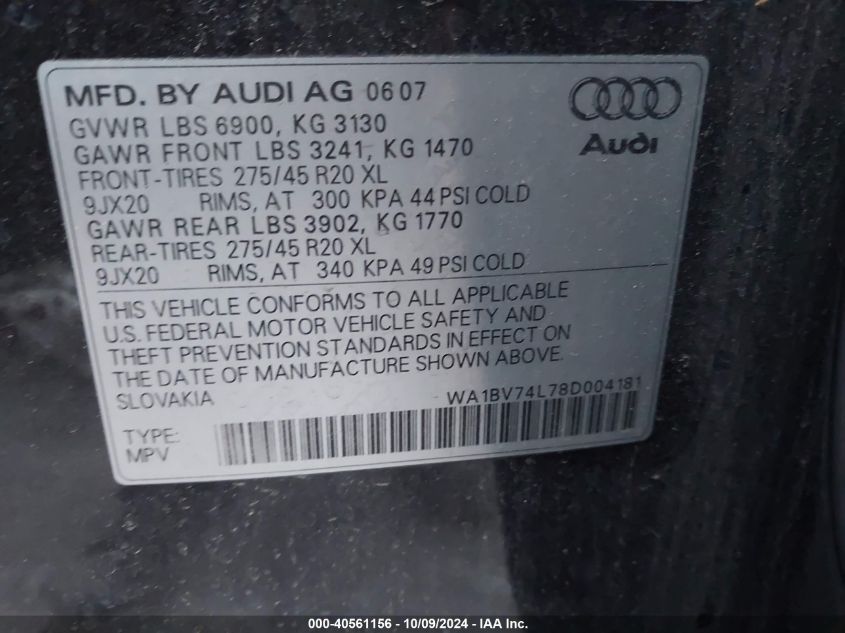 MFD. BY AUDI AG 06 07
GVWR LBS 6900, KG 3130
GAWR FRONT LBS 3241, KG 1470
FRONT-TIRES 275/45 R20 XL
9JX20 RIMS, AT 300 KPA 44 PSI COLD
GAWR REAR LBS 3902, KG 1770
REAR-TIRES 275/45 R20 XL
9JX20 RIMS, AT 340 KPA 49 PSI COLD
Audi
THIS VEHICLE CONFORMS TO ALL APPLICABLE
U.S. FEDERAL MOTOR VEHICLE SAFETY AND
THEFT PREVENTION STANDARDS IN EFFECT ON
THE DATE OF MANUFACTURE SHOWN ABOVE.
SLOVAKIA WA1BV74L78D004181
TYPE:
MPV
000-40561156 - 10/09/2024 - IAA Inc.